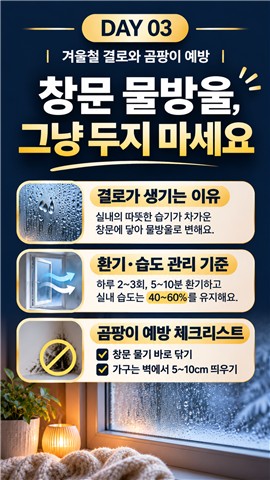 DAY 03
겨울철 결로와 곰팡이 예방
창문 물방울,
그냥 두지 마세요
결로가 생기는 이유
실내의 따뜻한 습기가 차가운
창문에 닿아 물방울로 변해요.
환기·습도 관리 기준
하루 2~3회, 5~10분 환기하고
실내 습도는 40~60%를 유지해요.
곰팡이 예방 체크리스트
창문 물기 바로 닦기
가구는 벽에서 5~10cm 띄우기